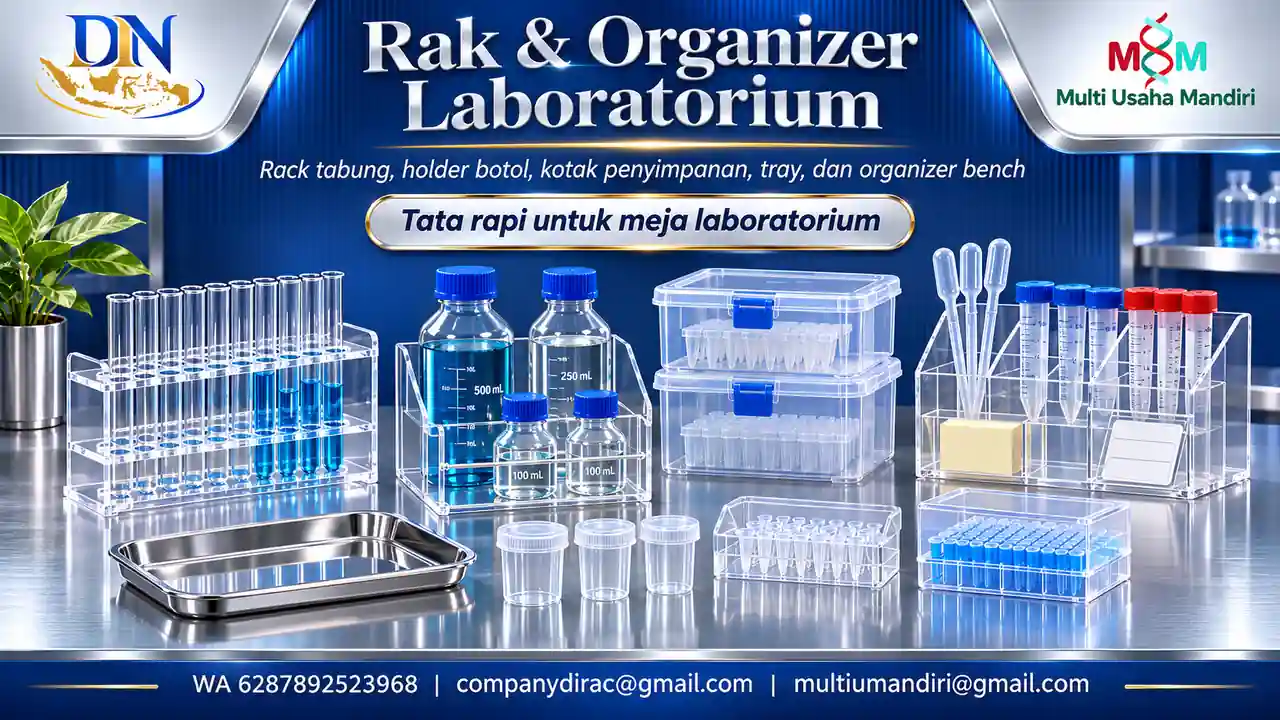 DN
Rak & Organizer
Laboratorium
MSM
Multi Usaha Mandiri
Rack tabung, holder botol, kotak penyimpanan, tray, dan organizer bench
Tata rapi untuk meja laboratorium
500 mL
250 mL
100 mL
100 mL
WA 6287892523968 | companydirac@gmail.com | multiumandiri@gmail.com